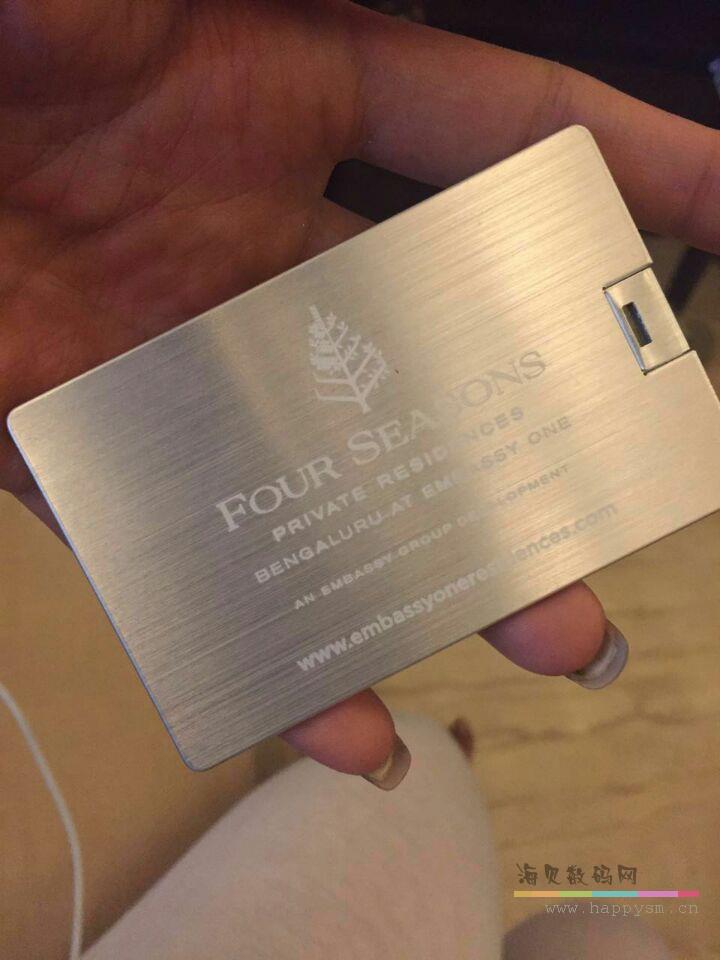 FOUR SEASONS
PRIVATE RESIDENCES
BENGALURU AT EMBASSY ONE
AN EMBASSY GROUP DEVELOPMENT
www.embassyoneresidences.com
海贝数码网
www.happysm.cn